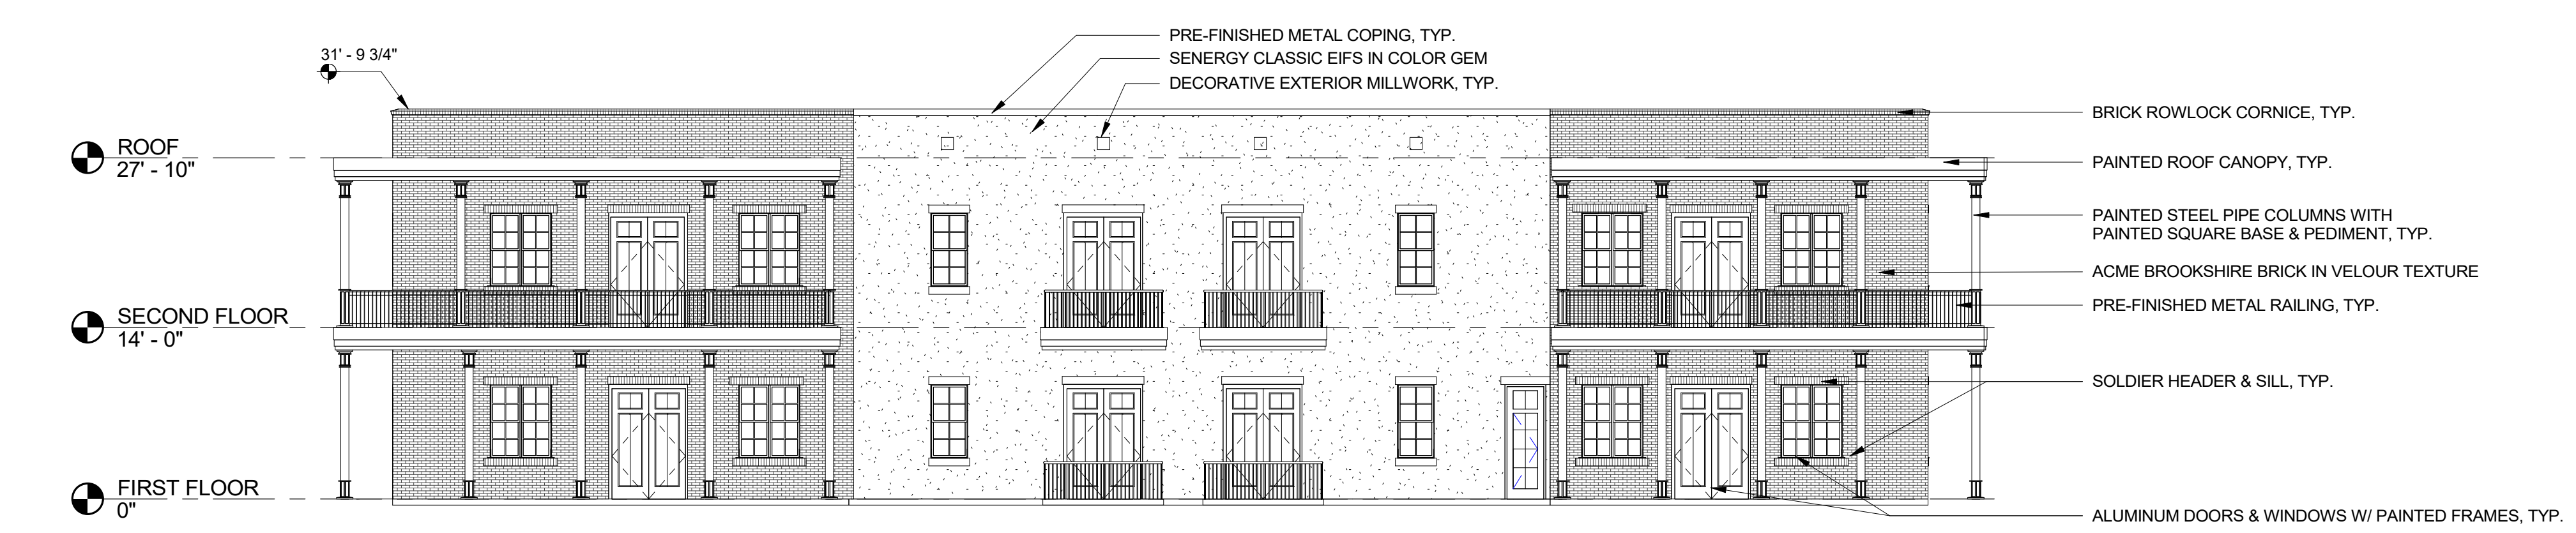 PRE-FINISHED METAL COPING, TYP.
31' - 9 3/4"
SENERGY CLASSIC EIFS IN COLOR GEM
DECORATIVE EXTERIOR MILLWORK, TYP.
BRICK ROWLOCK CORNICE, TYP.
ROOF
27' - 10"
PAINTED ROOF CANOPY, TYP.
PAINTED STEEL PIPE COLUMNS WITH
PAINTED SQUARE BASE & PEDIMENT, TYP.
ACME BROOKSHIRE BRICK IN VELOUR TEXTURE
PRE-FINISHED METAL RAILING, TYP.
SECOND FLOOR
14' - 0"
SOLDIER HEADER & SILL, TYP.
FIRST FLOOR
0"
ALUMINUM DOORS & WINDOWS W/ PAINTED FRAMES, TYP.